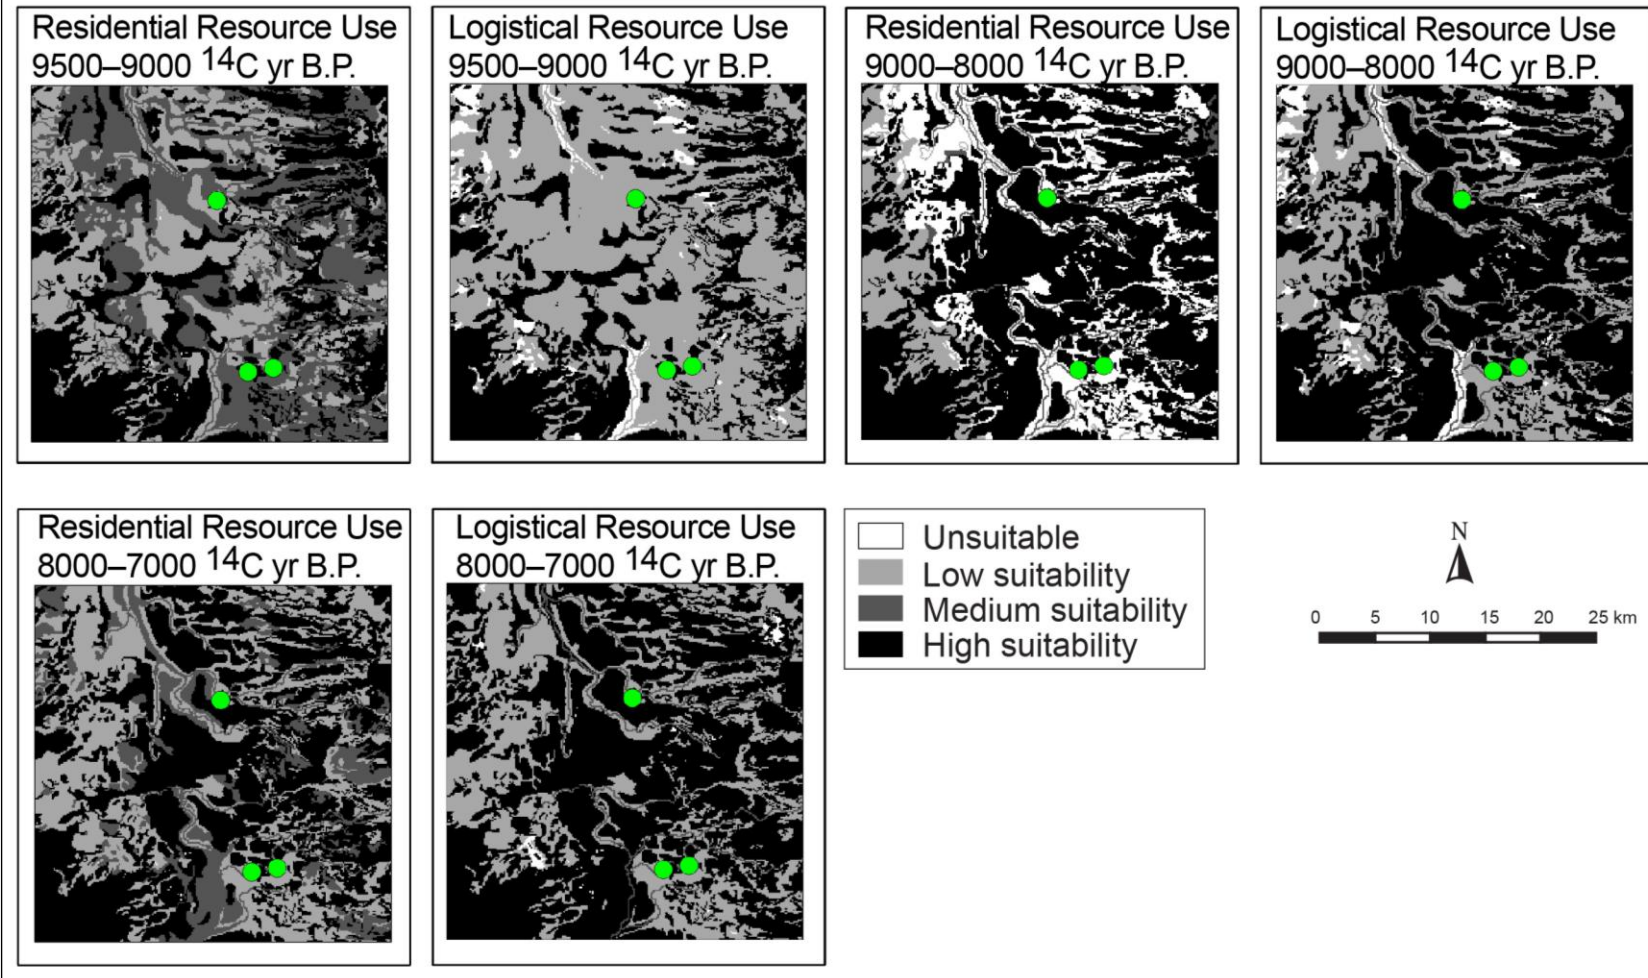 Residential Resource Use
9500–9000 14C yr B.P.
Logistical Resource Use
9500–9000 14C yr B.P.
Residential Resource Use
9000–8000 14C yr B.P.
Logistical Resource Use
9000–8000 14C yr B.P.
Residential Resource Use
8000–7000 14C yr B.P.
Logistical Resource Use
8000–7000 14C yr B.P.
Unsuitable
Low suitability
Medium suitability
High suitability
N
0 5 10 15 20 25 km